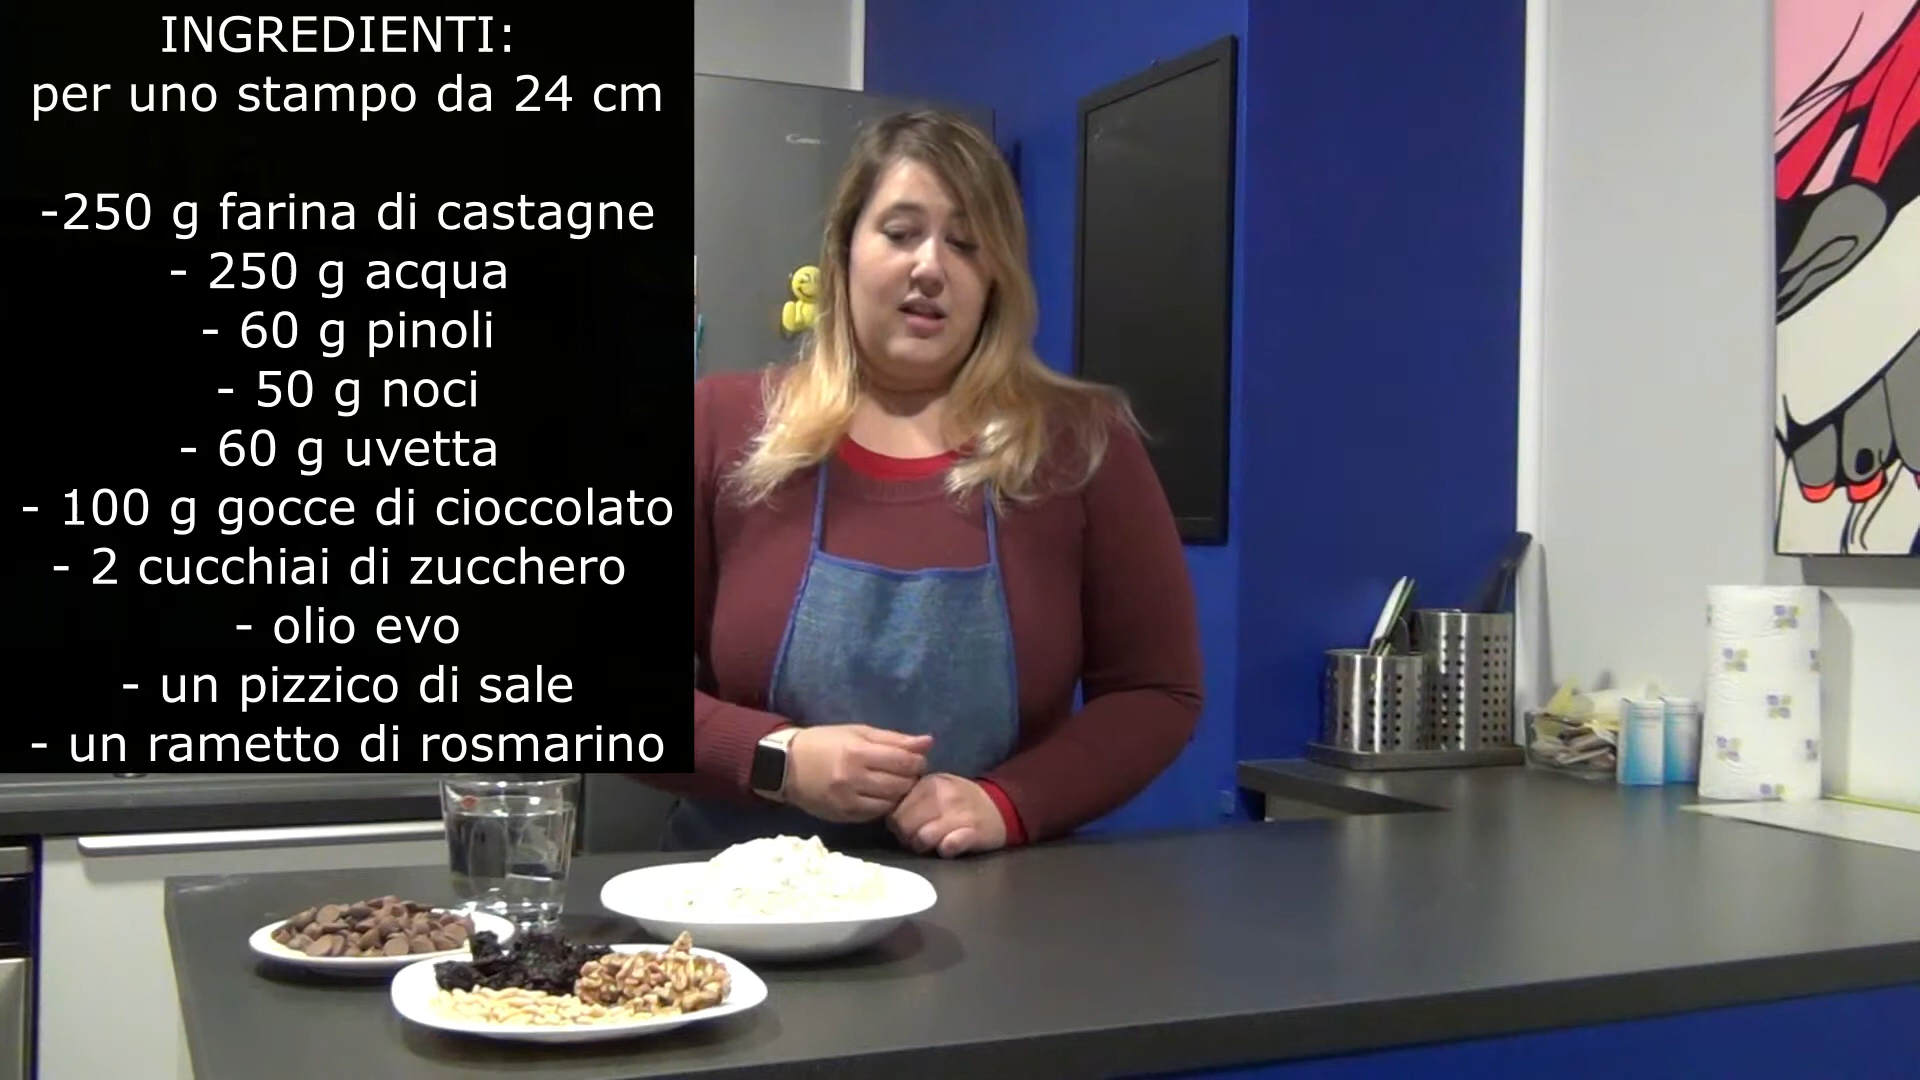 INGREDIENTI:
per uno stampo da 24 cm
-250 g farina di castagne
- 250 g acqua
- 60 g pinoli
- 50 g noci
- 60 g uvetta
- 100 g gocce di cioccolato
- 2 cucchiai di zucchero
- olio evo
- un pizzico di sale
- un rametto di rosmarino